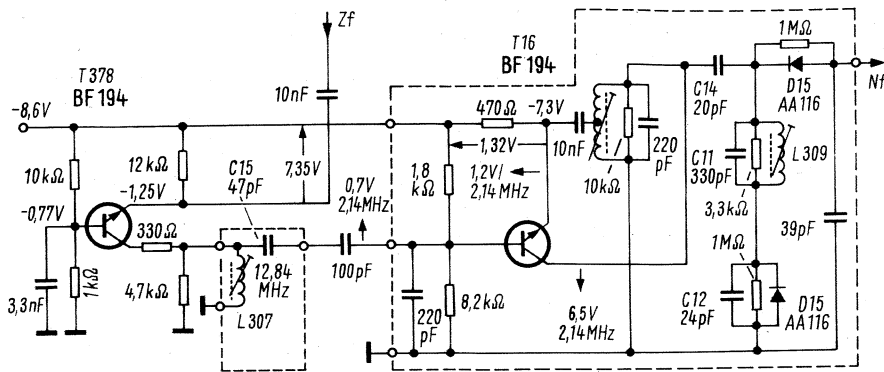 Zf
T378
BF 194
10nF
-8,6V
10kΩ
12kΩ
-1,25V
-0,77V
7,35V
C15
47pF
330Ω
1kΩ
3,3nF
4,7kΩ
12,84
MHz
L307
0,7V
2,14MHz
100pF
T16
BF 194
470Ω
-7,3V
1,32V
1,8
kΩ
1,2V/
2,14MHz
10nF
10kΩ
220
pF
220
pF
8,2kΩ
6,5V
2,14MHz
C14
20pF
1MΩ
D15
AA116
Nf
C11
330pF
L309
3,3kΩ
39pF
1MΩ
C12
24pF
D15
AA116